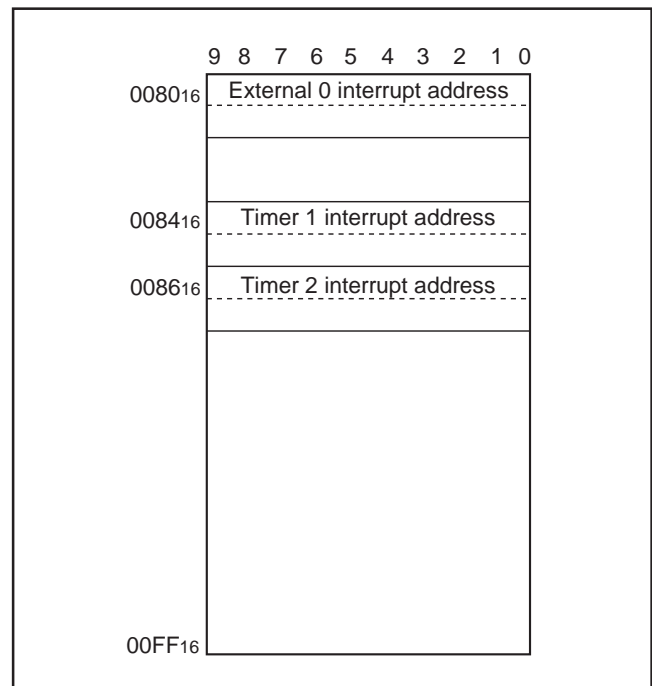 9 8 7 6 5 4 3 2 1 0
008016 External 0 interrupt address
008416 Timer 1 interrupt address
008616 Timer 2 interrupt address
00FF16